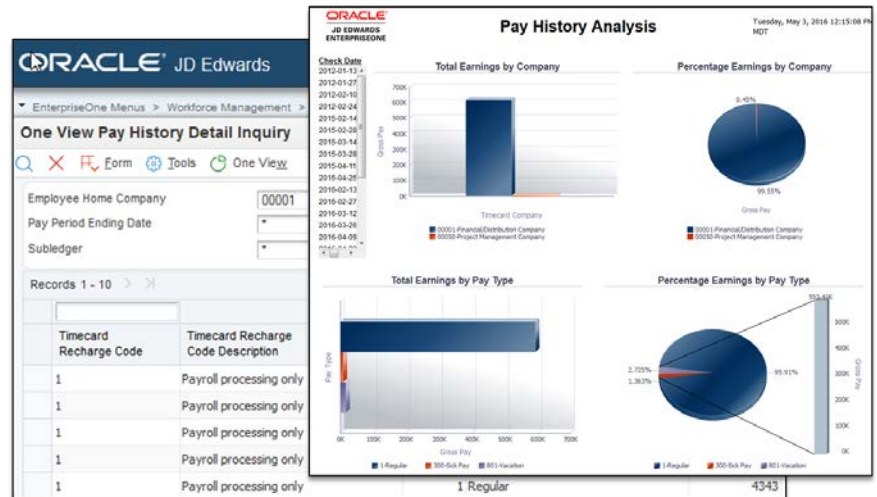 ORACLE JD Edwards
EnterpriseOne Menus > Workforce Management >
One View Pay History Detail Inquiry
Form Tools One View
Employee Home Company 00001
Pay Period Ending Date *
Subledger *
Records 1 - 10
Timecard Recharge Code
Timecard Recharge Code Description
1 Payroll processing only
1 Payroll processing only
1 Payroll processing only
1 Payroll processing only
1 Payroll processing only 1 Regular 4343
ORACLE
JD EDWARDS
ENTERPRISEONE
Pay History Analysis
Tuesday, May 3, 2016 12:15:08 PM
MDT
Check Date
2012-01-13
2012-01-27
2012-02-10
2012-02-24
2015-02-14
2015-02-28
2015-03-14
2015-03-28
2015-04-11
2015-04-25
2016-02-13
2016-02-27
2016-03-12
2016-03-26
2016-04-09
Total Earnings by Company
700K
600K
500K
400K
300K
200K
100K
0K
Gross Pay
Timecard Company
00001-Financial/Distribution Company
00050-Project Management Company
Percentage Earnings by Company
0.45%
99.55%
Gross Pay
00001-Financial/Distribution Company
00050-Project Management Company
Total Earnings by Pay Type
Pay Type
0K 100K 200K 300K 400K 500K 600K 700K
Gross Pay
1-Regular 300-Sick Pay 801-Vacation
Percentage Earnings by Pay Type
2.725%
1.363%
95.91%
500K
400K
300K
200K
100K
0K
Gross Pay
1-Regular 300-Sick Pay 801-Vacation